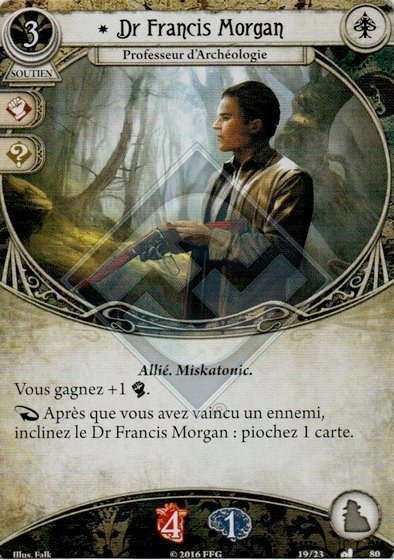 3
Dr Francis Morgan
SOUTIEN
Professeur d'Archéologie
?
Allié. Miskatonic.
Vous gagnez +1 .
Après que vous avez vaincu un ennemi,
inclinez le Dr Francis Morgan : piochez 1 carte.
4
1
Illus. Falk
© 2016 FFG
19/23
80